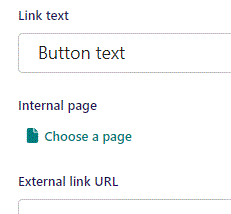 Link text
Button text
Internal page
Choose a page
External link URL